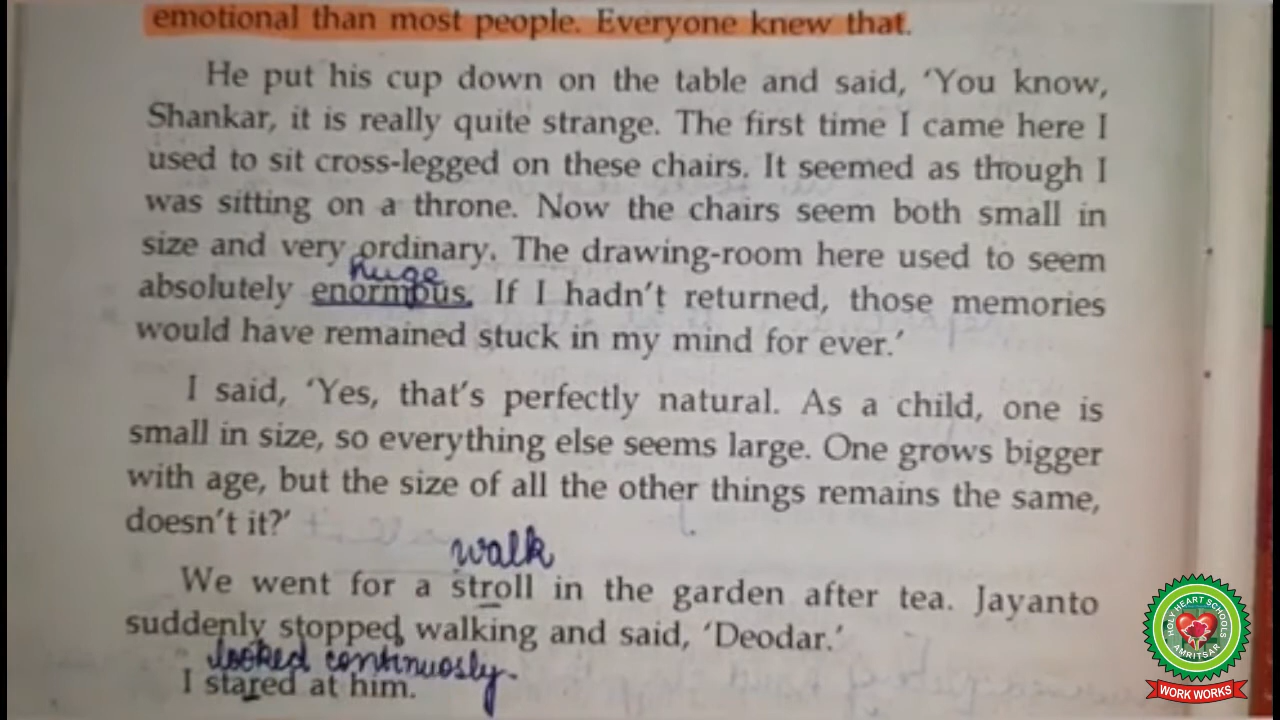 emotional than most people. Everyone knew that.
He put his cup down on the table and said, ‘You know,
Shankar, it is really quite strange. The first time I came here I
used to sit cross-legged on these chairs. It seemed as though I
was sitting on a throne. Now the chairs seem both small in
size and very ordinary. The drawing-room here used to seem
huge
absolutely enormous. If I hadn’t returned, those memories
would have remained stuck in my mind for ever.’
I said, ‘Yes, that’s perfectly natural. As a child, one is
small in size, so everything else seems large. One grows bigger
with age, but the size of all the other things remains the same,
doesn’t it?’
walk
We went for a stroll in the garden after tea. Jayanto
suddenly stopped walking and said, ‘Deodar.’
looked continuosly.
I stared at him.
HOLY HEART SCHOOLS
AMRITSAR
WORK WORKS